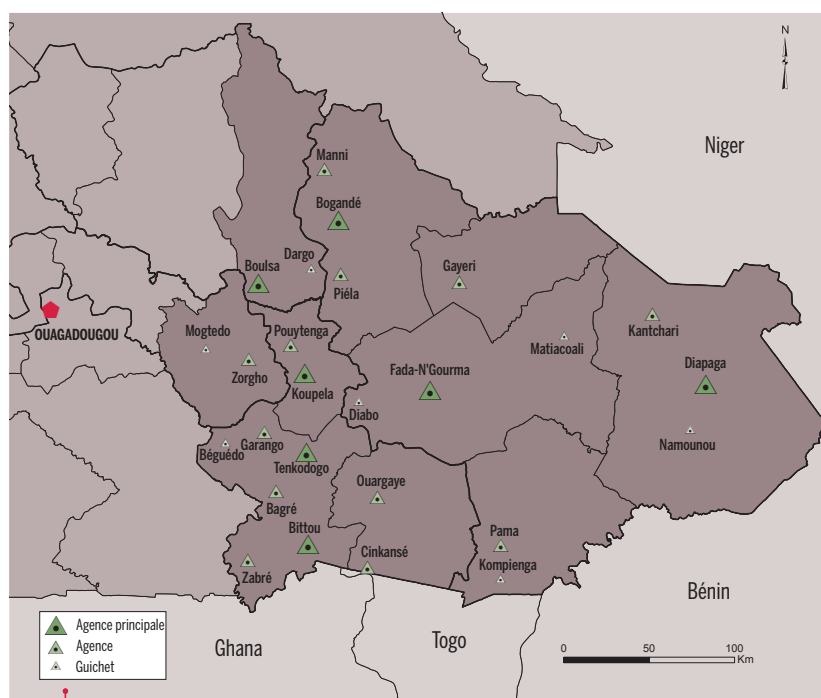 N
Niger
Manni
Bogandé
Dargo
Boulsa
Piéla
Gayeri
OUAGADOUGOU
Mogtedo
Pouytenga
Zorgho
Koupela
Kantchari
Matiacoali
Fada-N'Gourma
Diapaga
Diabo
Namounou
Garango
Béguédo
Tenkodogo
Ouargaye
Bagré
Bittou
Pama
Cinkansé
Kompienga
Zabré
Bénin
Ghana
Togo
Agence principale
Agence
Guichet
0 50 100
Km